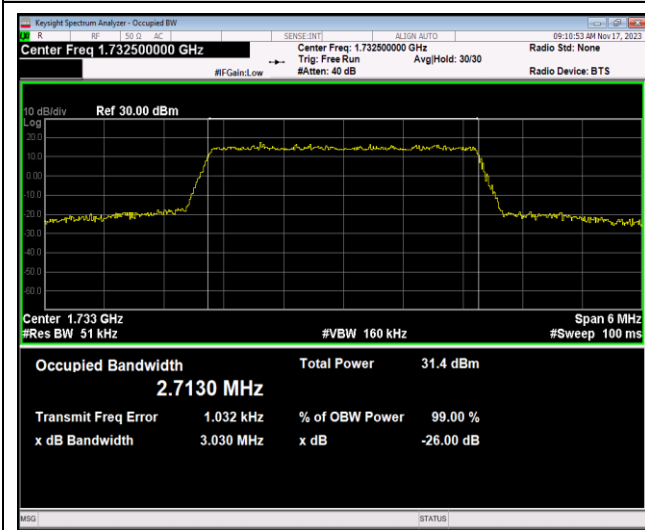 Keysight Spectrum Analyzer - Occupied BW
R RF 50 Ω AC SENSE:INT ALIGN AUTO 09:10:53 AM Nov 17, 2023
Center Freq 1.732500000 GHz Center Freq: 1.732500000 GHz Radio Std: None
Trig: Free Run Avg|Hold: 30/30
#IFGain:Low #Atten: 40 dB Radio Device: BTS
10 dB/div Ref 30.00 dBm
Log
20.0
10.0
0.00
-10.0
-20.0
-30.0
-40.0
-50.0
-60.0
Center 1.733 GHz Span 6 MHz
#Res BW 51 kHz #VBW 160 kHz #Sweep 100 ms
Occupied Bandwidth Total Power 31.4 dBm
2.7130 MHz
Transmit Freq Error 1.032 kHz % of OBW Power 99.00 %
x dB Bandwidth 3.030 MHz x dB -26.00 dB
MSG STATUS